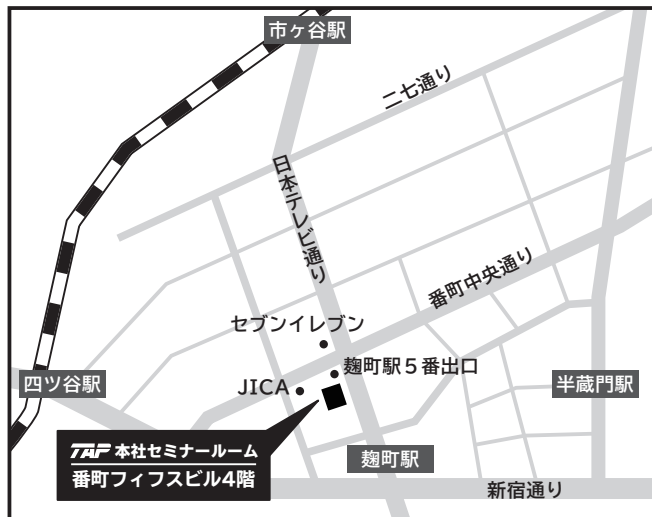 市ヶ谷駅
二七通り
日本テレビ通り
番町中央通り
セブンイレブン
麹町駅５番出口
四ツ谷駅
JICA
半蔵門駅
TAP 本社セミナールーム
番町フィフスビル4階
麹町駅
新宿通り